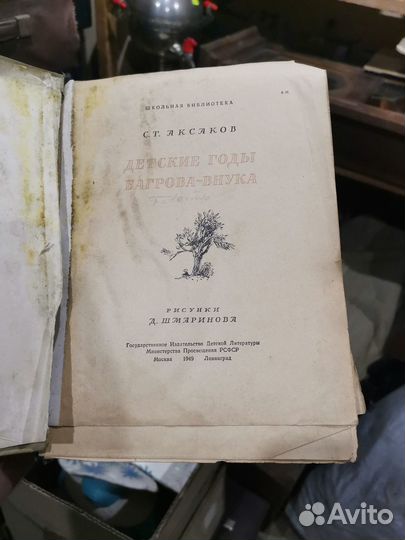 ШКОЛЬНАЯ БИБЛИОТЕКА
С. Т. АКСАКОВ
ДЕТСКИЕ ГОДЫ
БАГРОВА-ВНУКА
РИСУНКИ
Д. ШМАРИНОВА
Государственное Издательство Детской Литературы
Министерства Просвещения РСФСР
Москва 1949 Ленинград
Avito